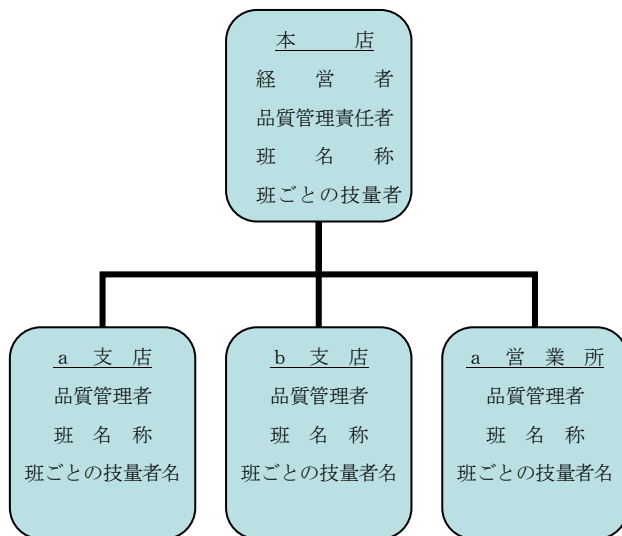 本店
経営者
品質管理責任者
班名称
班ごとの技量者
a支店
品質管理者
班名称
班ごとの技量者名
b支店
品質管理者
班名称
班ごとの技量者名
a営業所
品質管理者
班名称
班ごとの技量者名